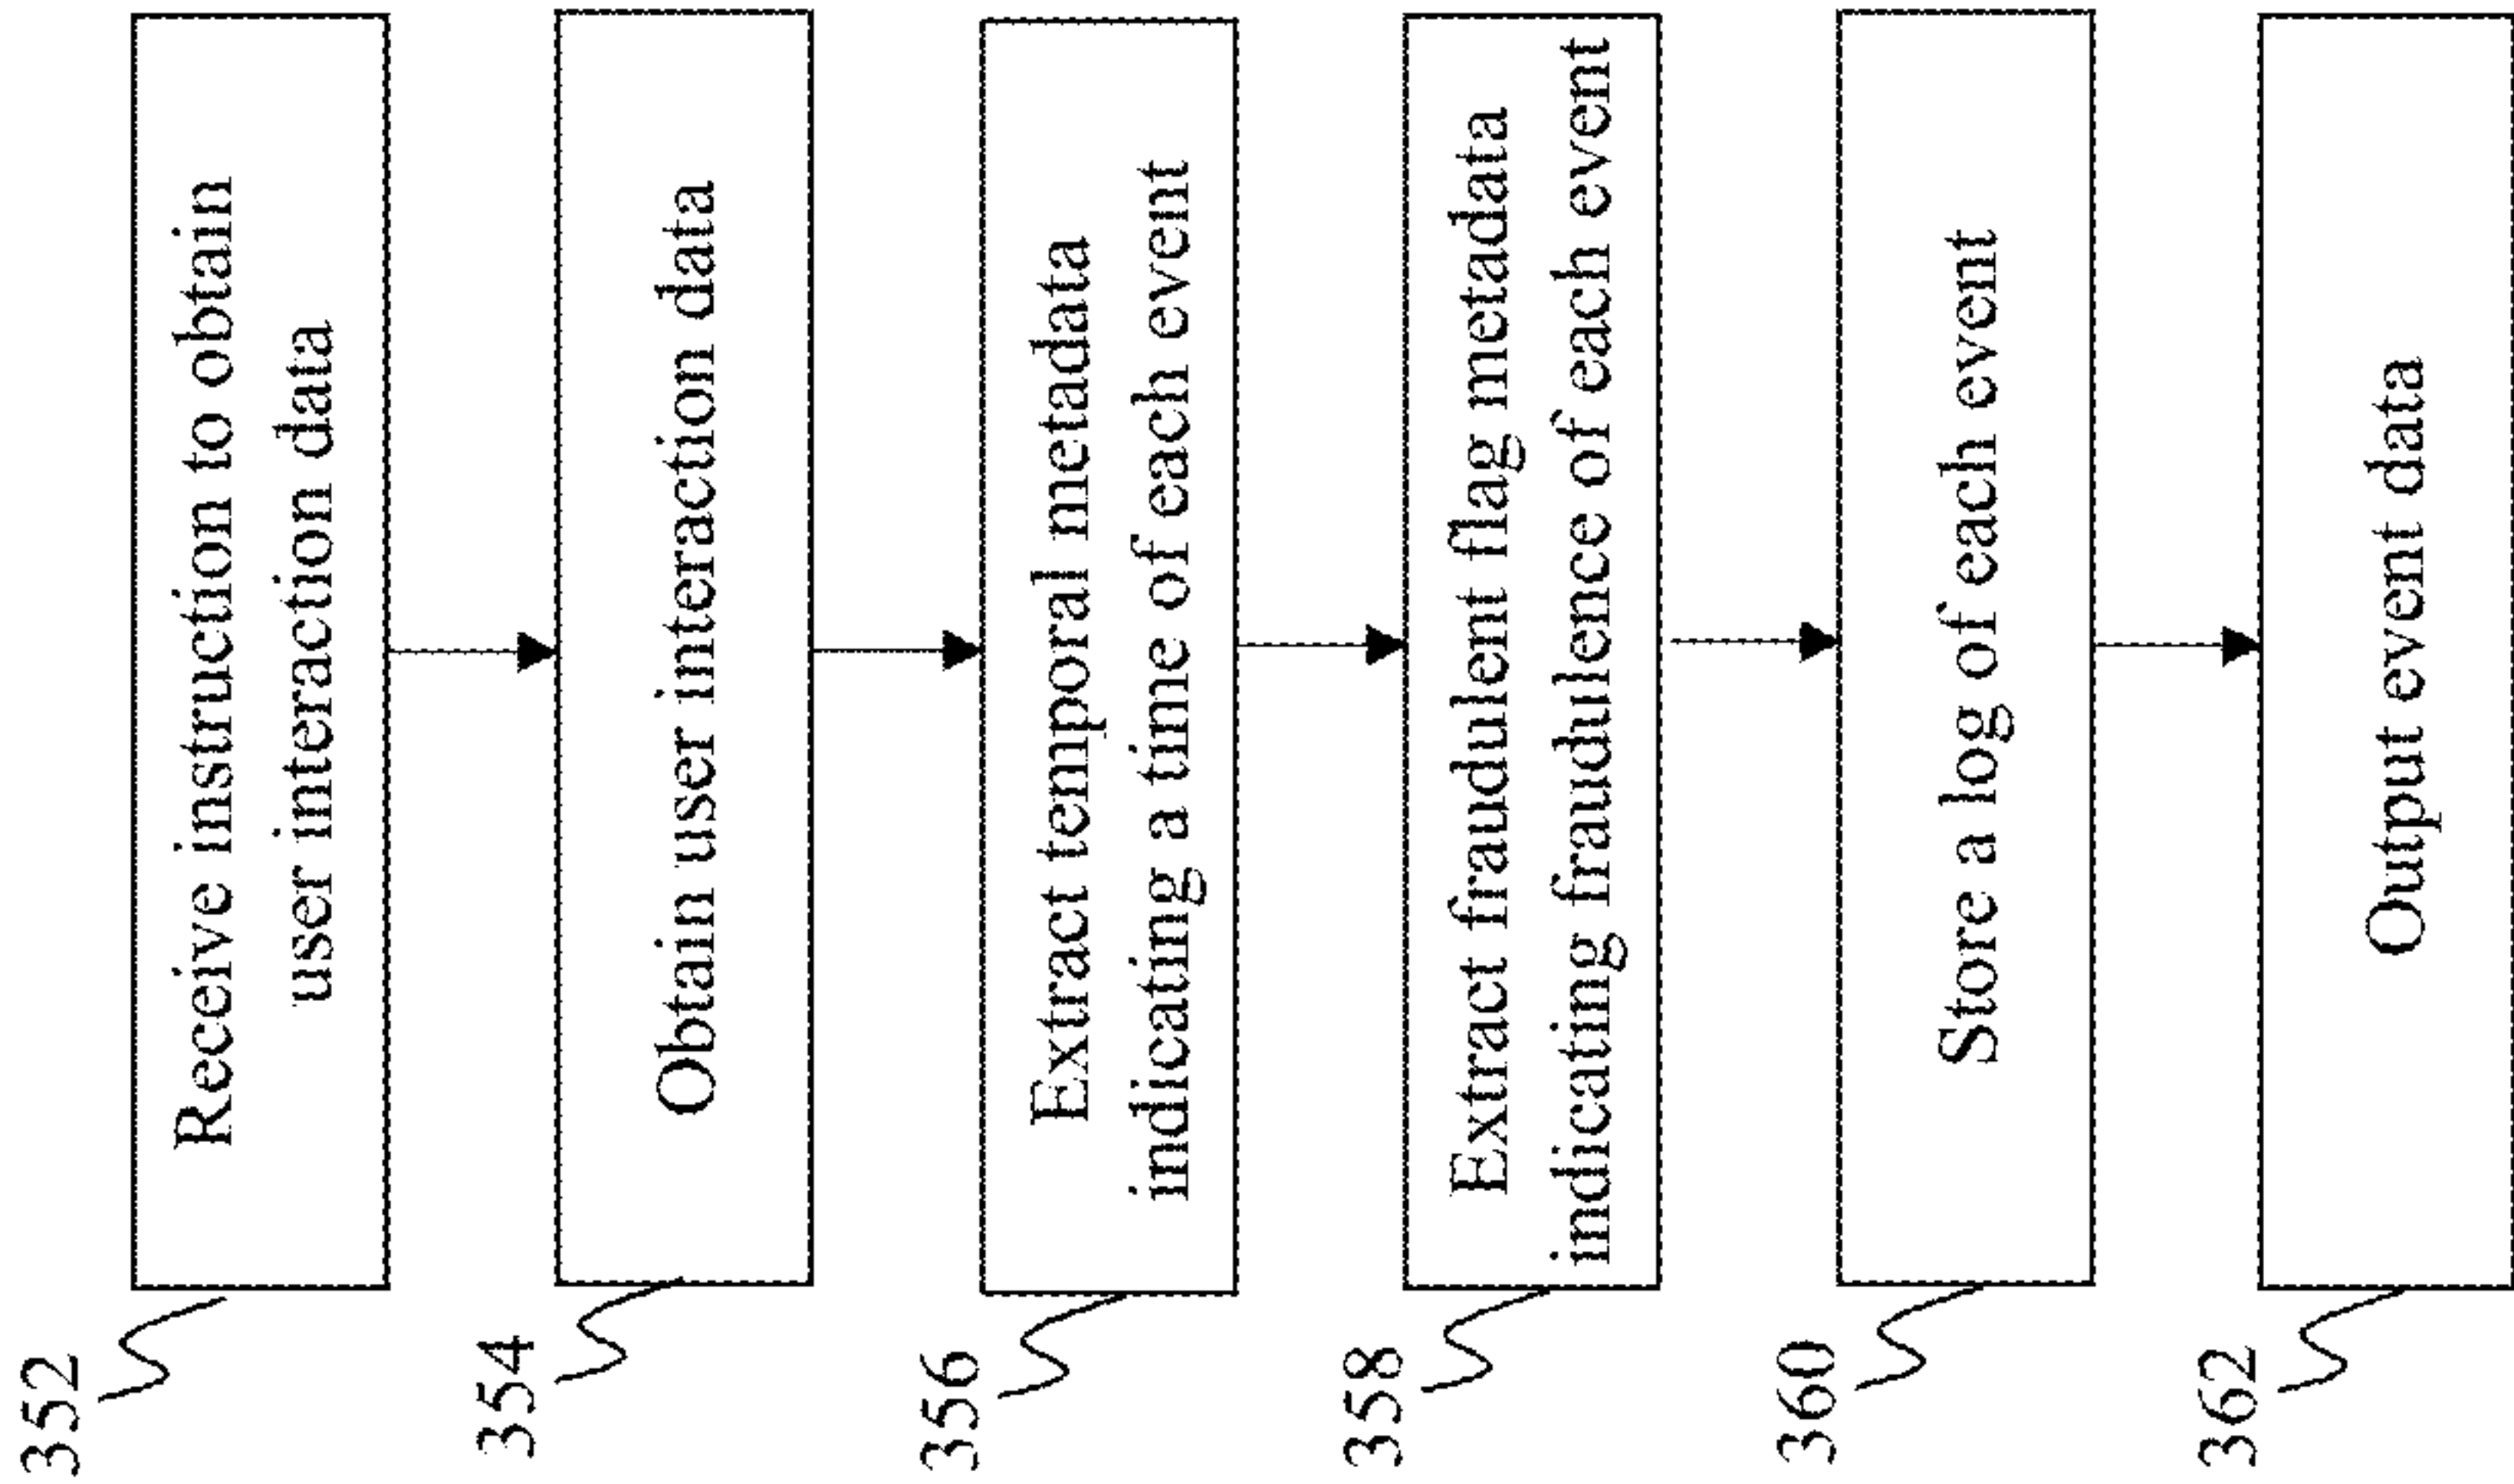 352
Receive instruction to obtain
user interaction data
354
Obtain user interaction data
356
Extract temporal metadata
indicating a time of each event
358
Extract fraudulent flag metadata
indicating fraudulence of each event
360
Store a log of each event
362
Output event data